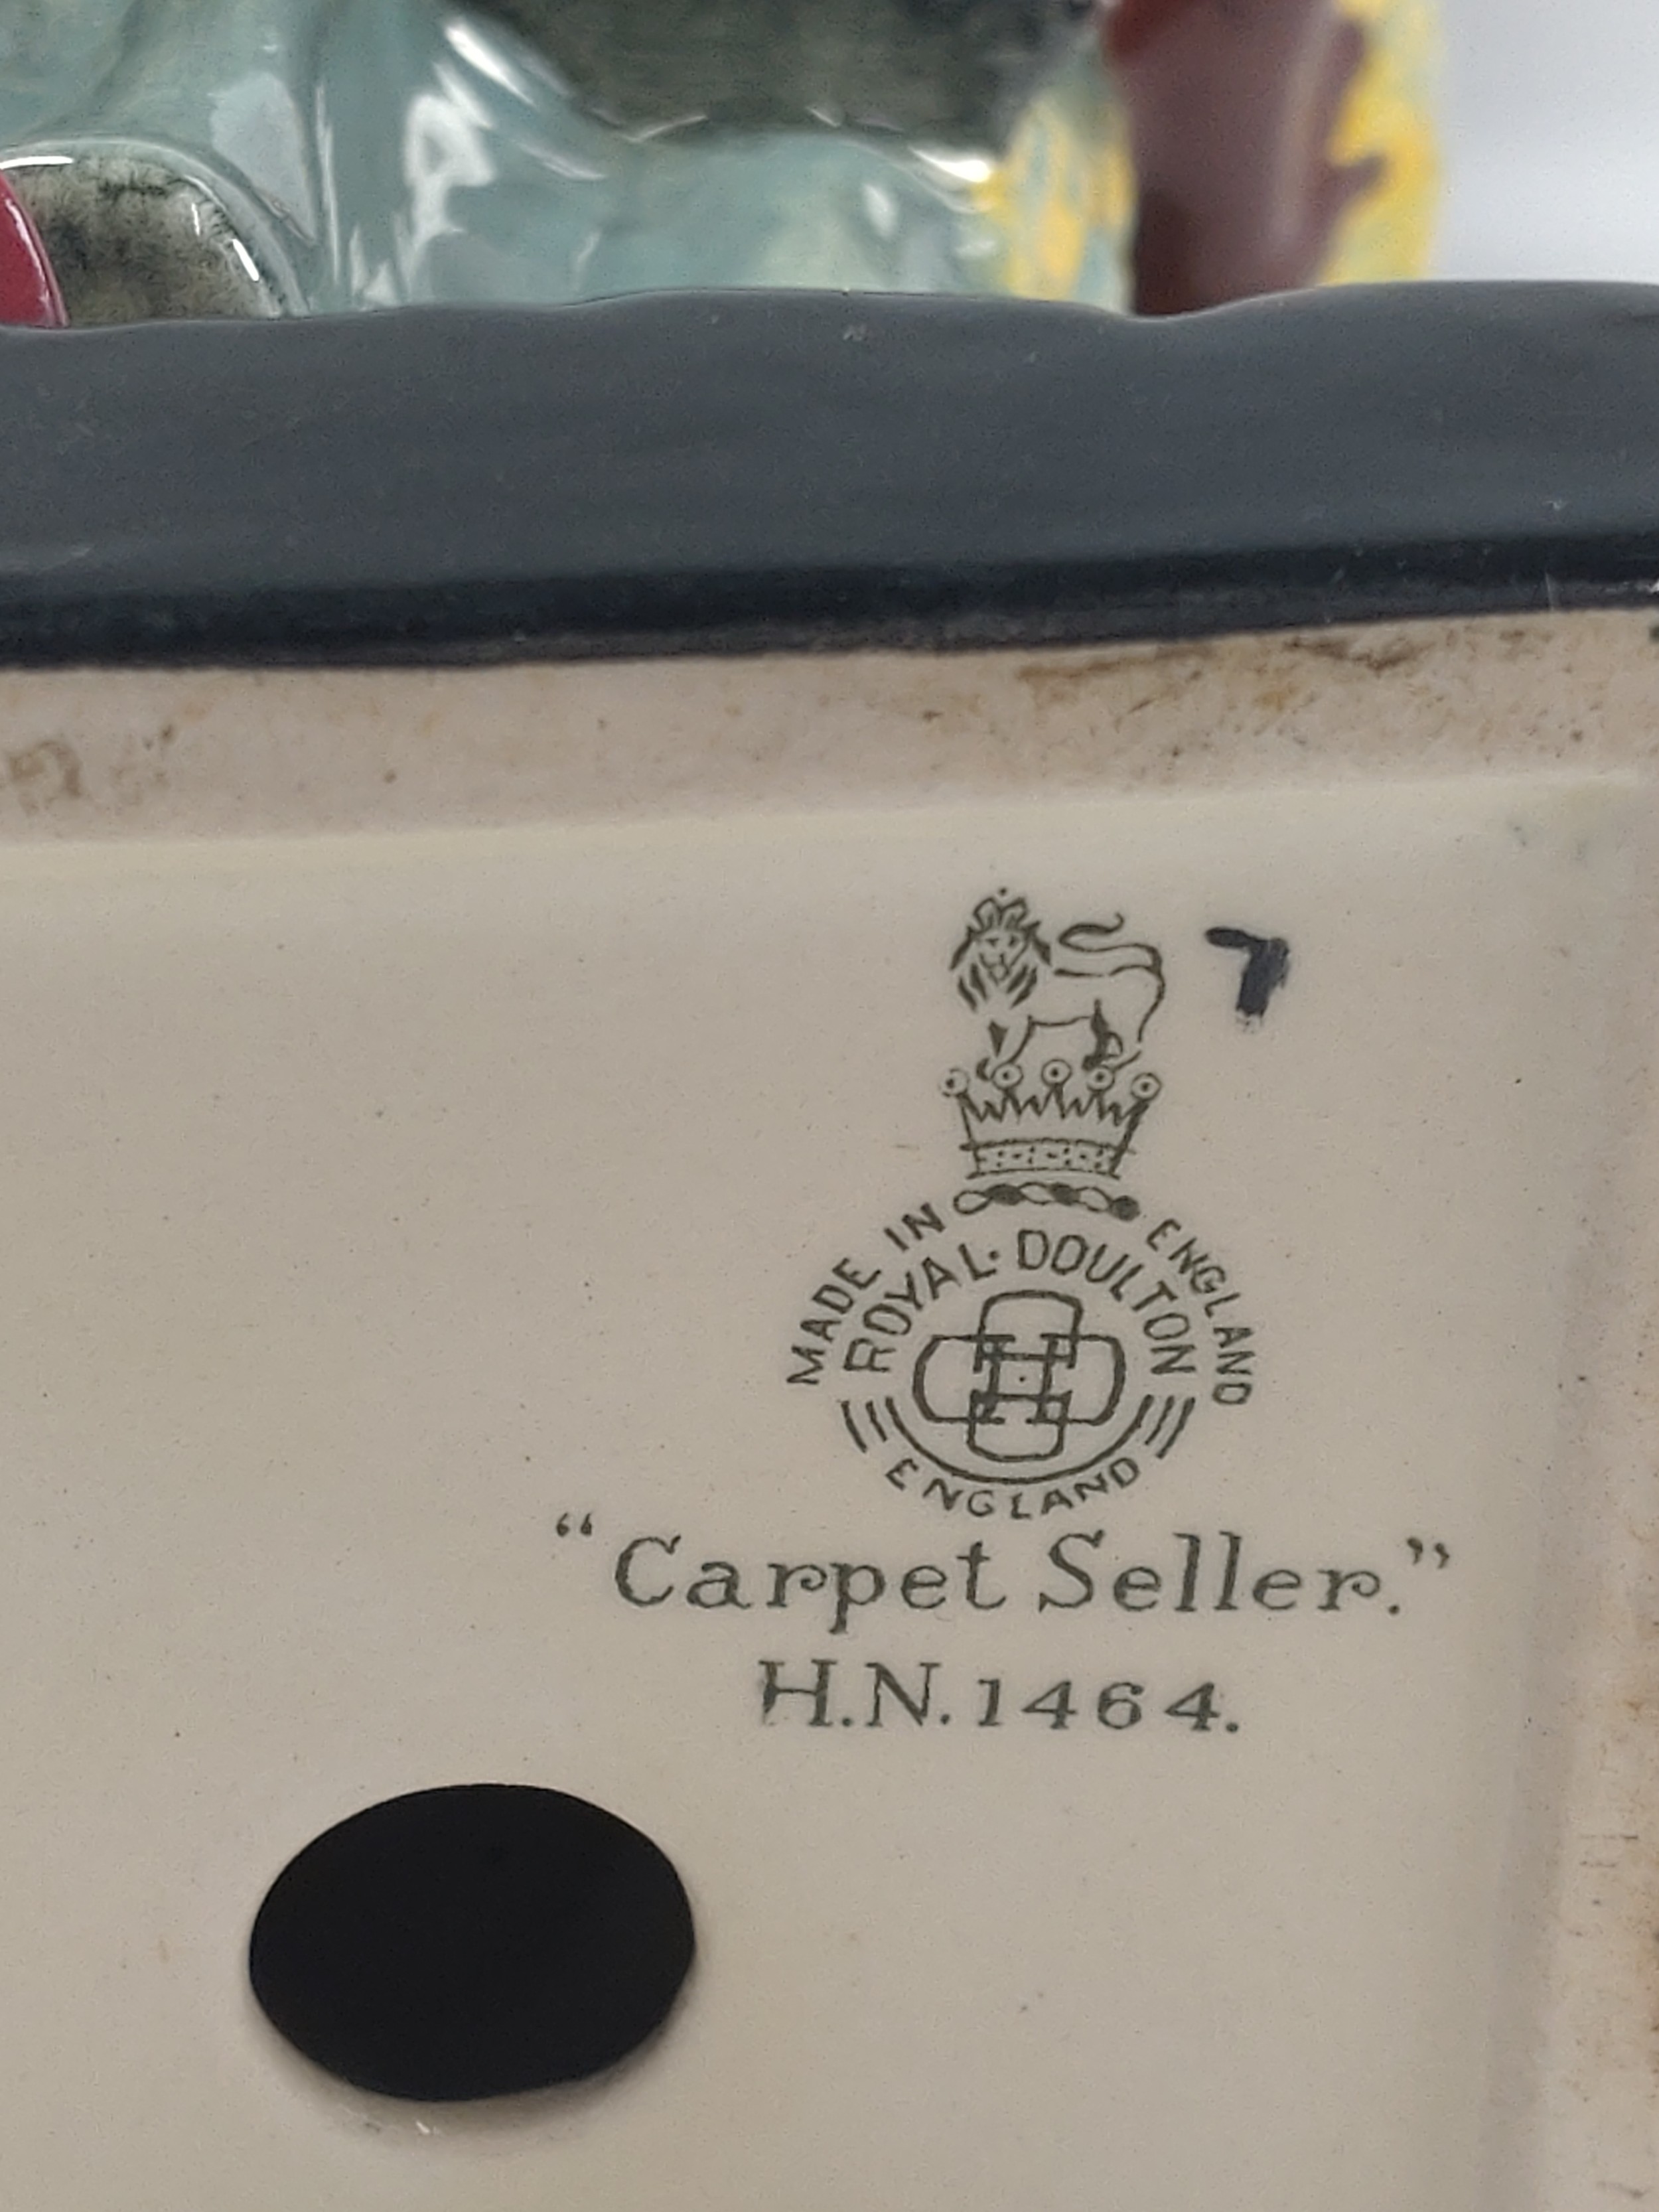 MADE IN ENGLAND
ROYAL·DOULTON
ENGLAND
“Carpet Seller.”
H.N. 1464.